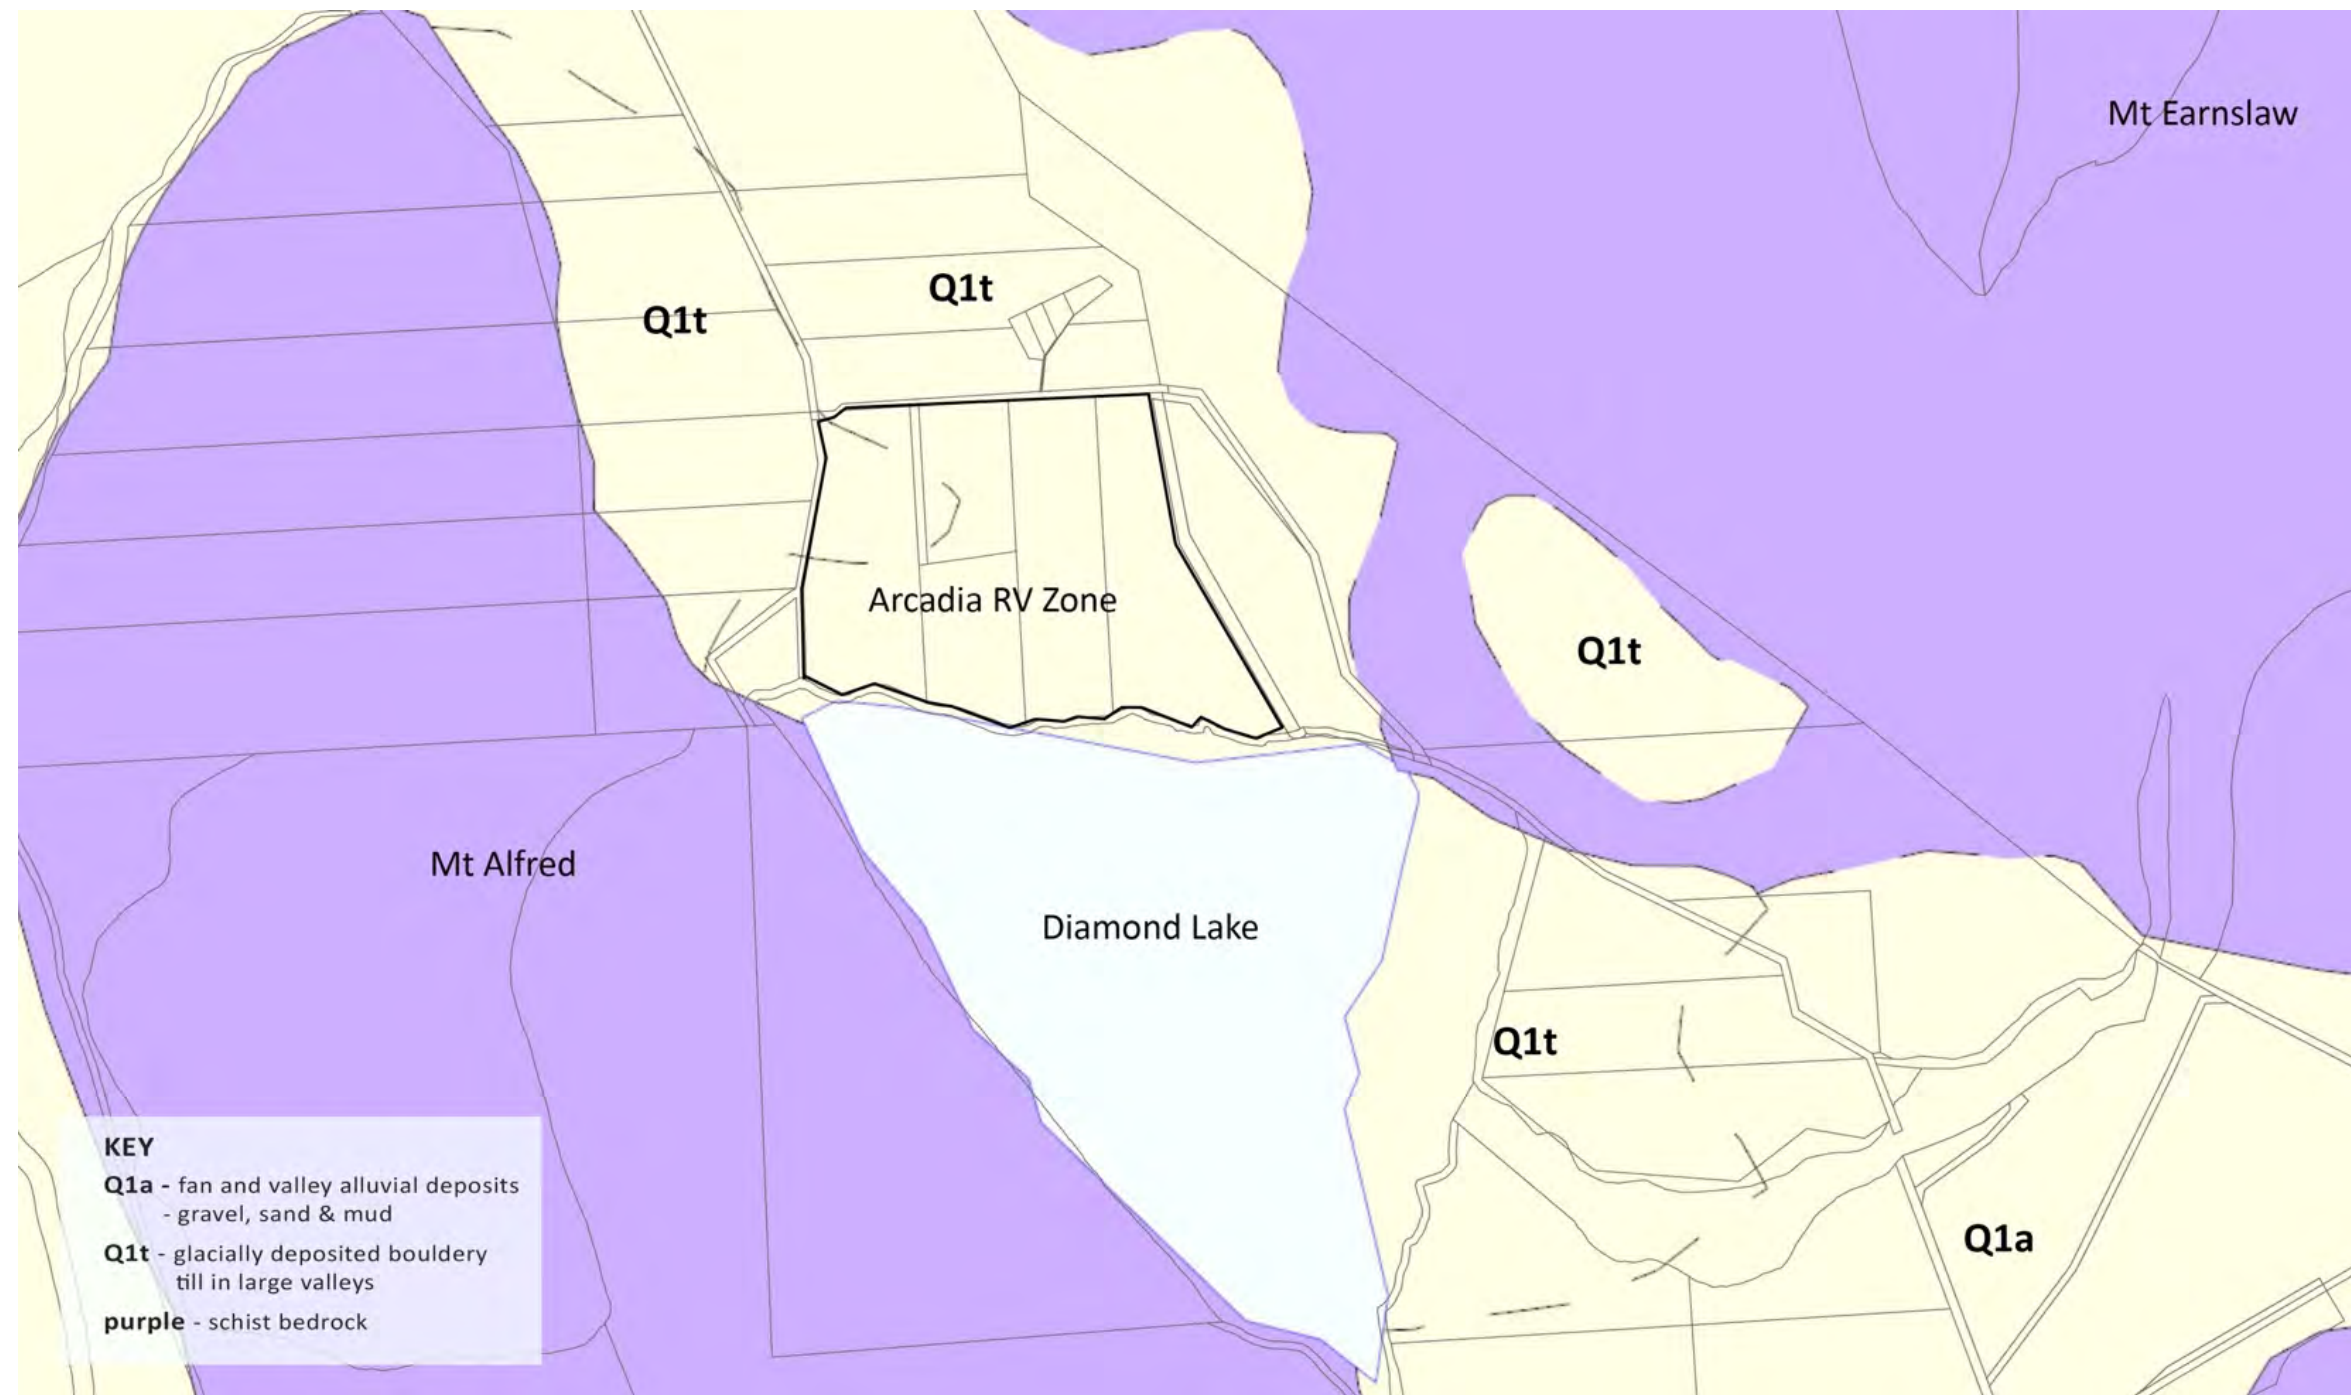 Mt Earnslaw
Q1t
Q1t
Arcadia RV Zone
Q1t
Mt Alfred
Diamond Lake
Q1t
Q1a
KEY
Q1a - fan and valley alluvial deposits
- gravel, sand & mud
Q1t - glacially deposited bouldery
till in large valleys
purple - schist bedrock